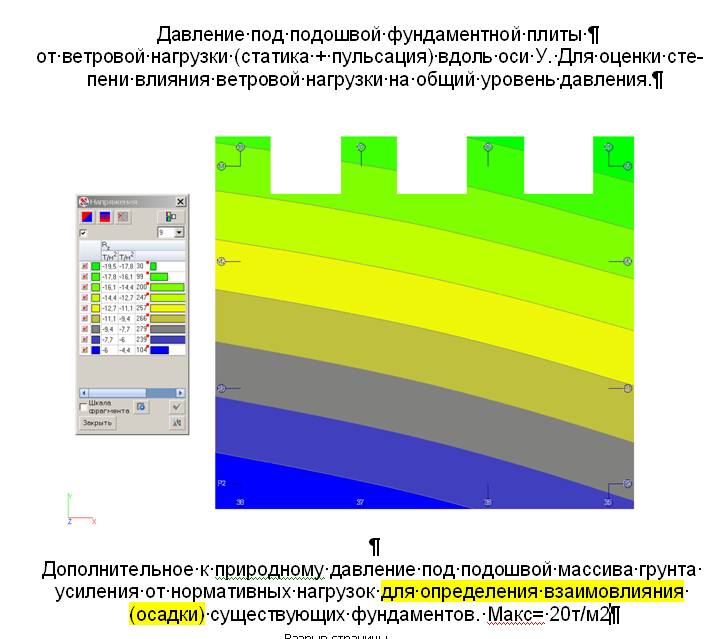 Давление под подошвой фундаментной плиты ¶
от ветровой нагрузки (статика + пульсация) вдоль оси У. Для оценки сте-
пени влияния ветровой нагрузки на общий уровень давления.¶
Напряжения
9
Rz
Т/м² Т/м²
-19,5 -17,8 30
-17,8 -16,1 99
-16,1 -14,4 200
-14,4 -12,7 247
-12,7 -11,1 257
-11,1 -9,4 266
-9,4 -7,7 279
-7,7 -6 239
-6 -4,4 104
Шкала
фрагмента
Закрыть
Y
Z X
P2
36 37 38 35
¶
Дополнительное к природному давление под подошвой массива грунта
усиления от нормативных нагрузок для определения взаимовлияния
(осадки) существующих фундаментов. Макс= 20т/м2¶
Разрыв страницы